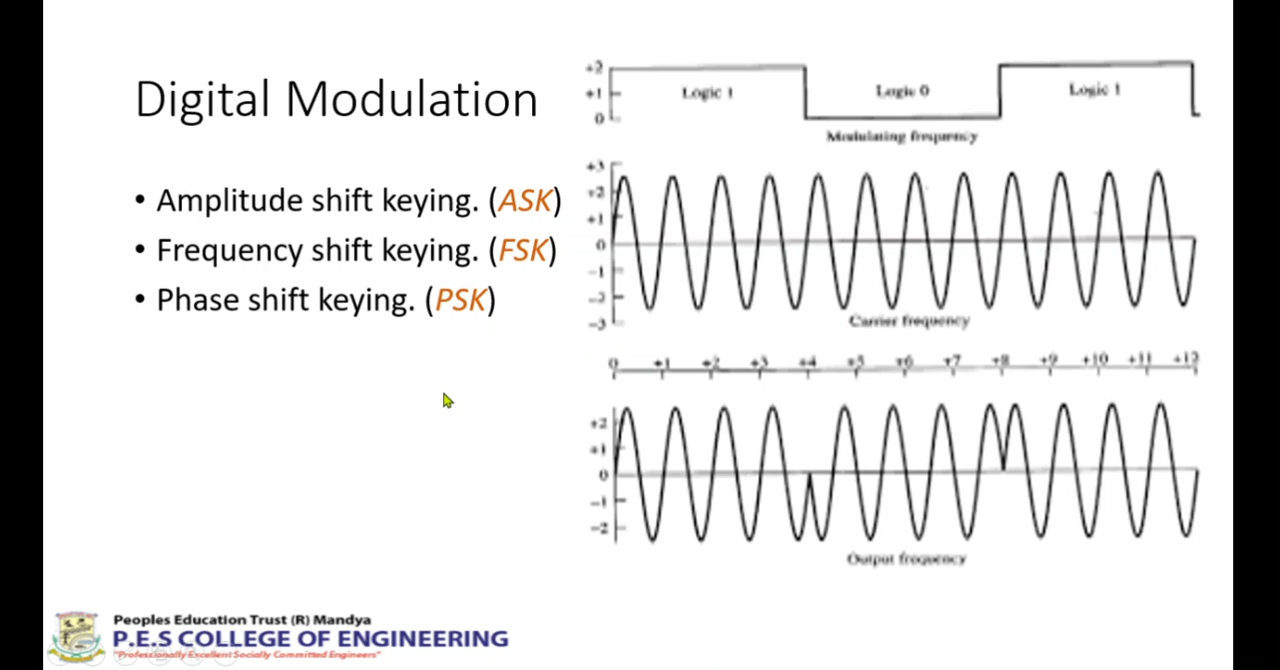 Digital Modulation
• Amplitude shift keying. (ASK)
• Frequency shift keying. (FSK)
• Phase shift keying. (PSK)
+2
+1
0
Logic 1
Logic 0
Logic 1
Modulating frequency
+3
+2
+1
0
−1
−2
−3
Carrier frequency
0 +1 +2 +3 +4 +5 +6 +7 +8 +9 +10 +11 +12
+2
+1
0
−1
−2
Output frequency
Peoples Education Trust (R) Mandya
P.E.S COLLEGE OF ENGINEERING
"Professionally Excellent Socially Committed Engineers"